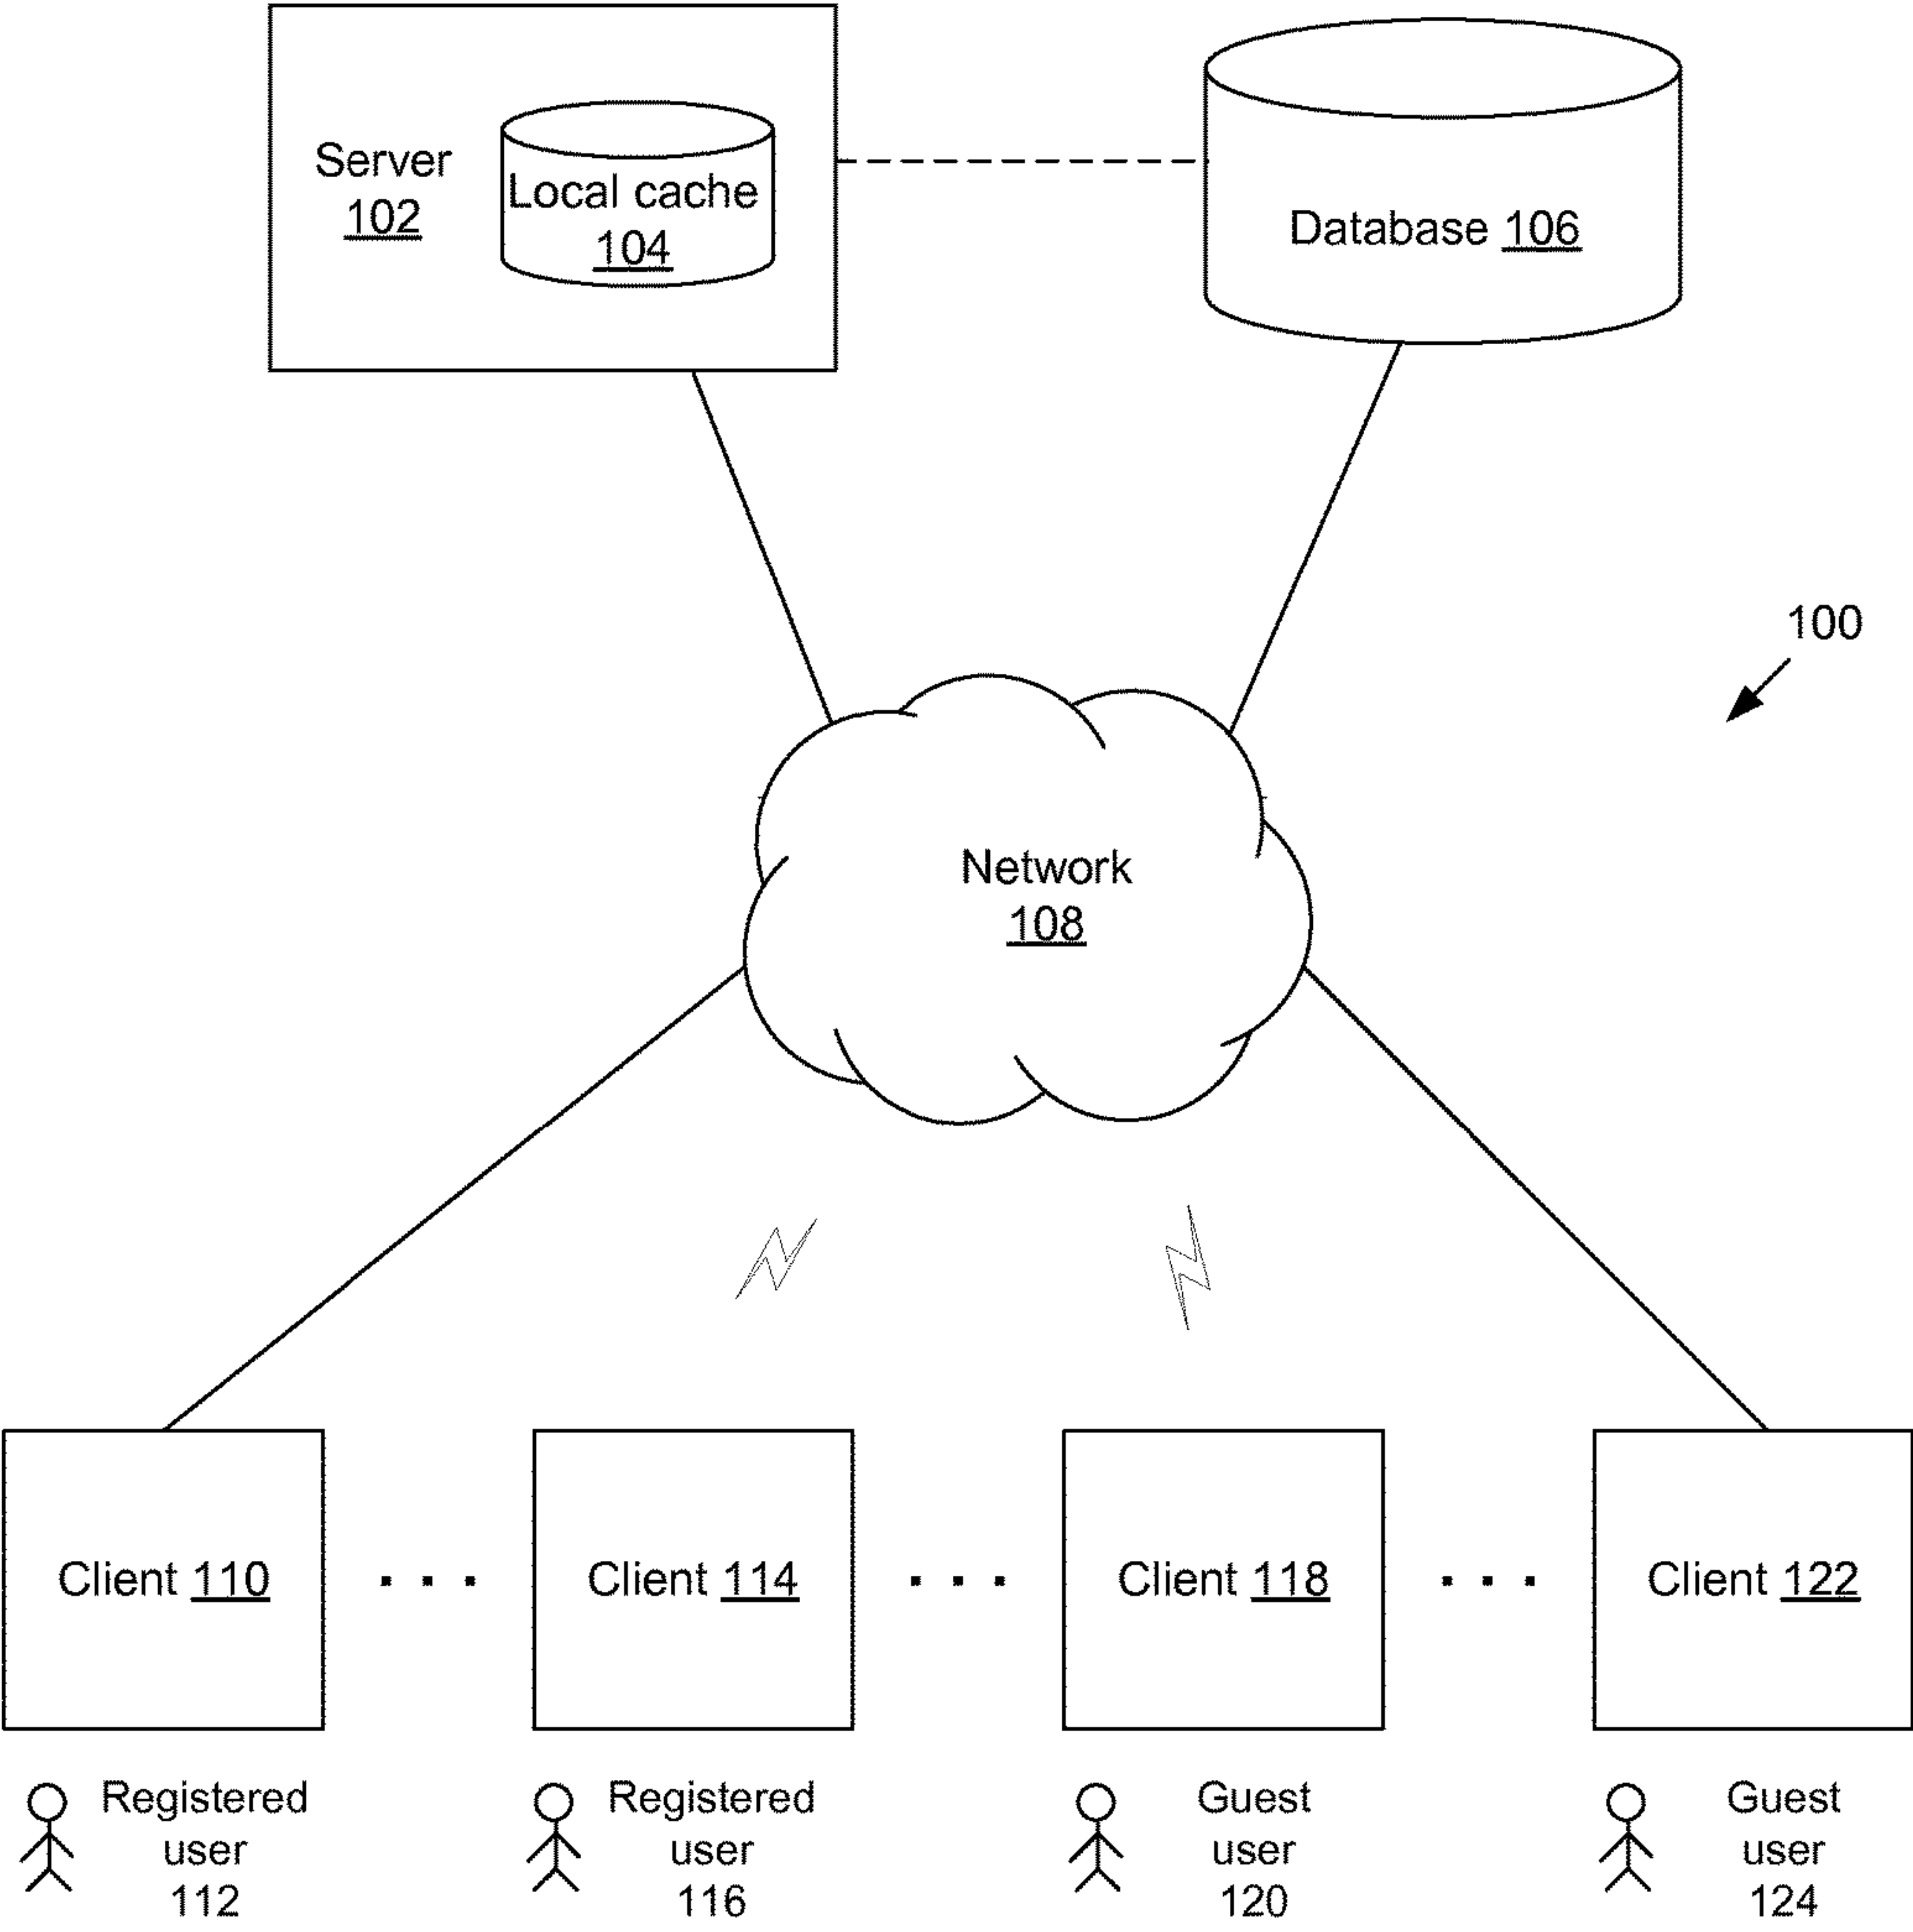 Server
102
Local cache
104
Database 106
100
Network
108
Client 110
Client 114
Client 118
Client 122
Registered
user
112
Registered
user
116
Guest
user
120
Guest
user
124